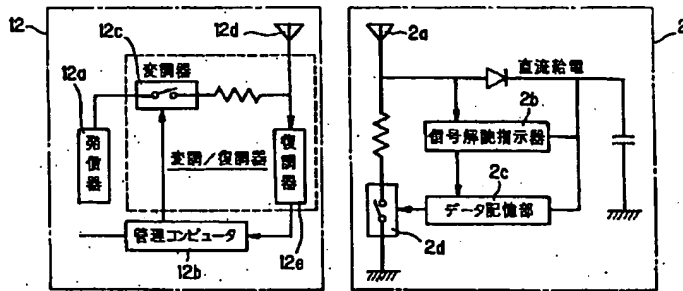 12
12c
12d
12a
変調器
発信器
変調/復調器
復調器
管理コンピュータ
12b
12e
2a
2
直流給電
2b
信号解読指示器
2c
データ記憶部
2d